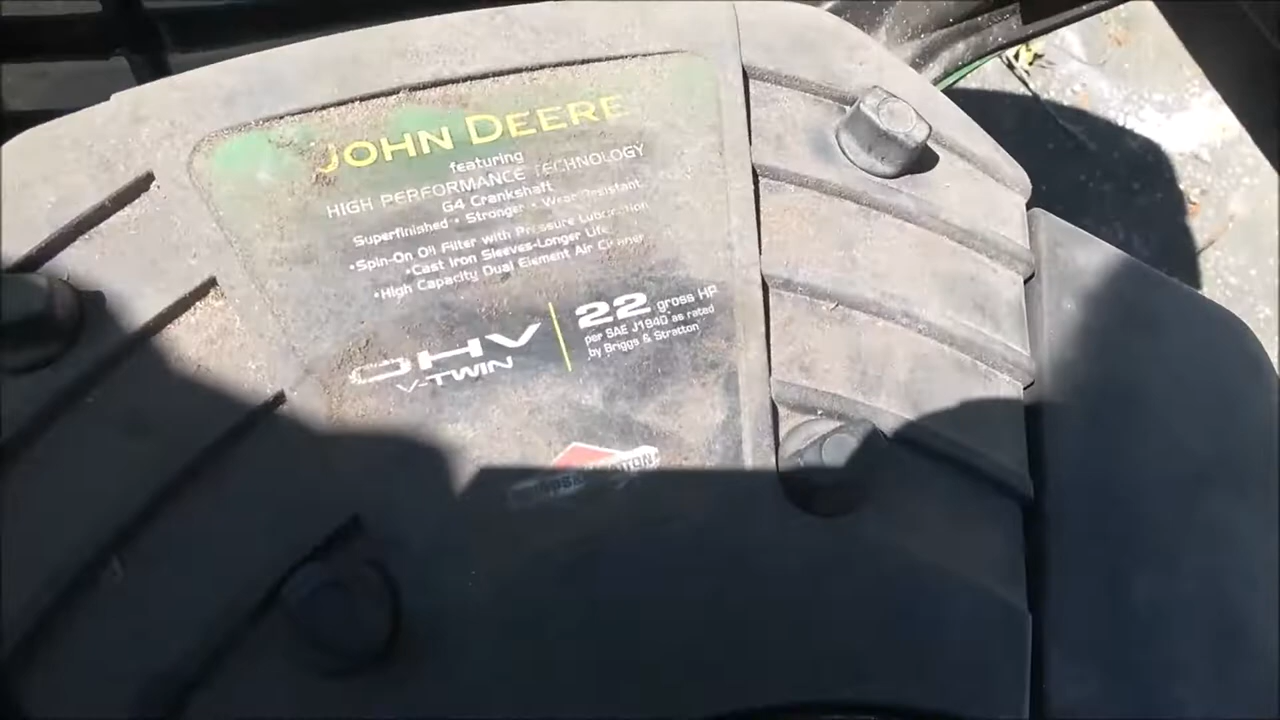 JOHN DEERE
featuring
HIGH PERFORMANCE TECHNOLOGY
G4 Crankshaft
Superfinished • Stronger • Wear Resistant
•Spin-On Oil Filter with Pressure Lubrication
•Cast Iron Sleeves-Longer Life
•High Capacity Dual Element Air Cleaner
OHV
V-TWIN
22 gross HP
per SAE J1940 as rated
by Briggs & Stratton